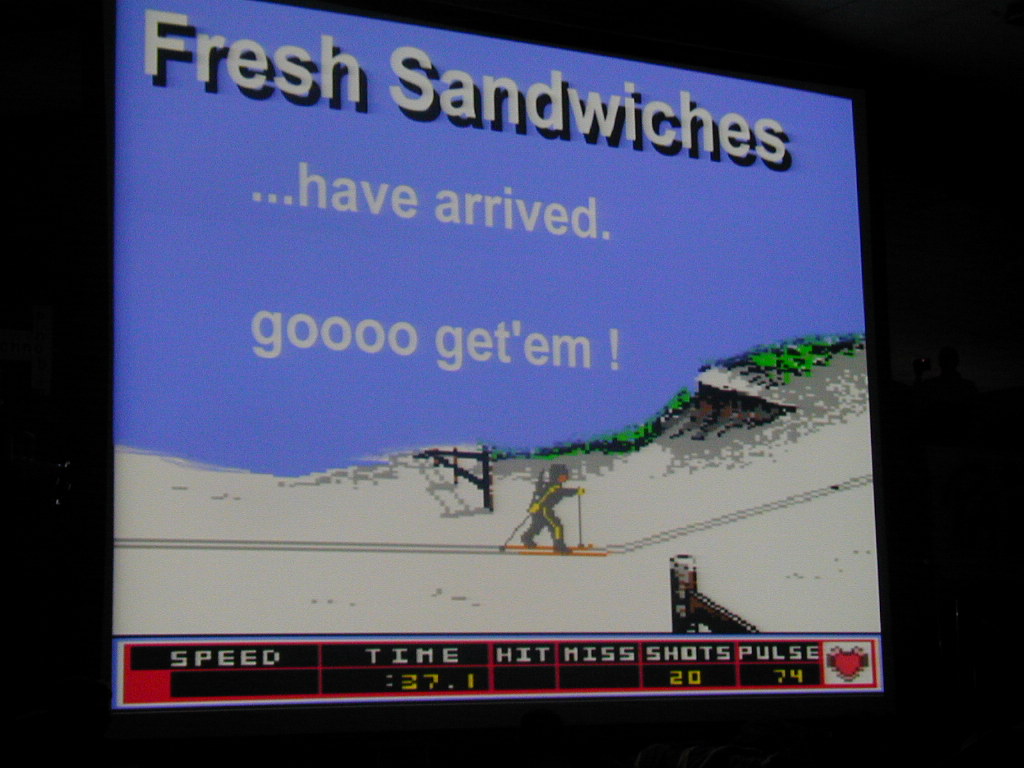 Fresh Sandwiches
...have arrived.
goooo get'em !
SPEED TIME HIT MISS SHOTS PULSE
:37.1 20 74